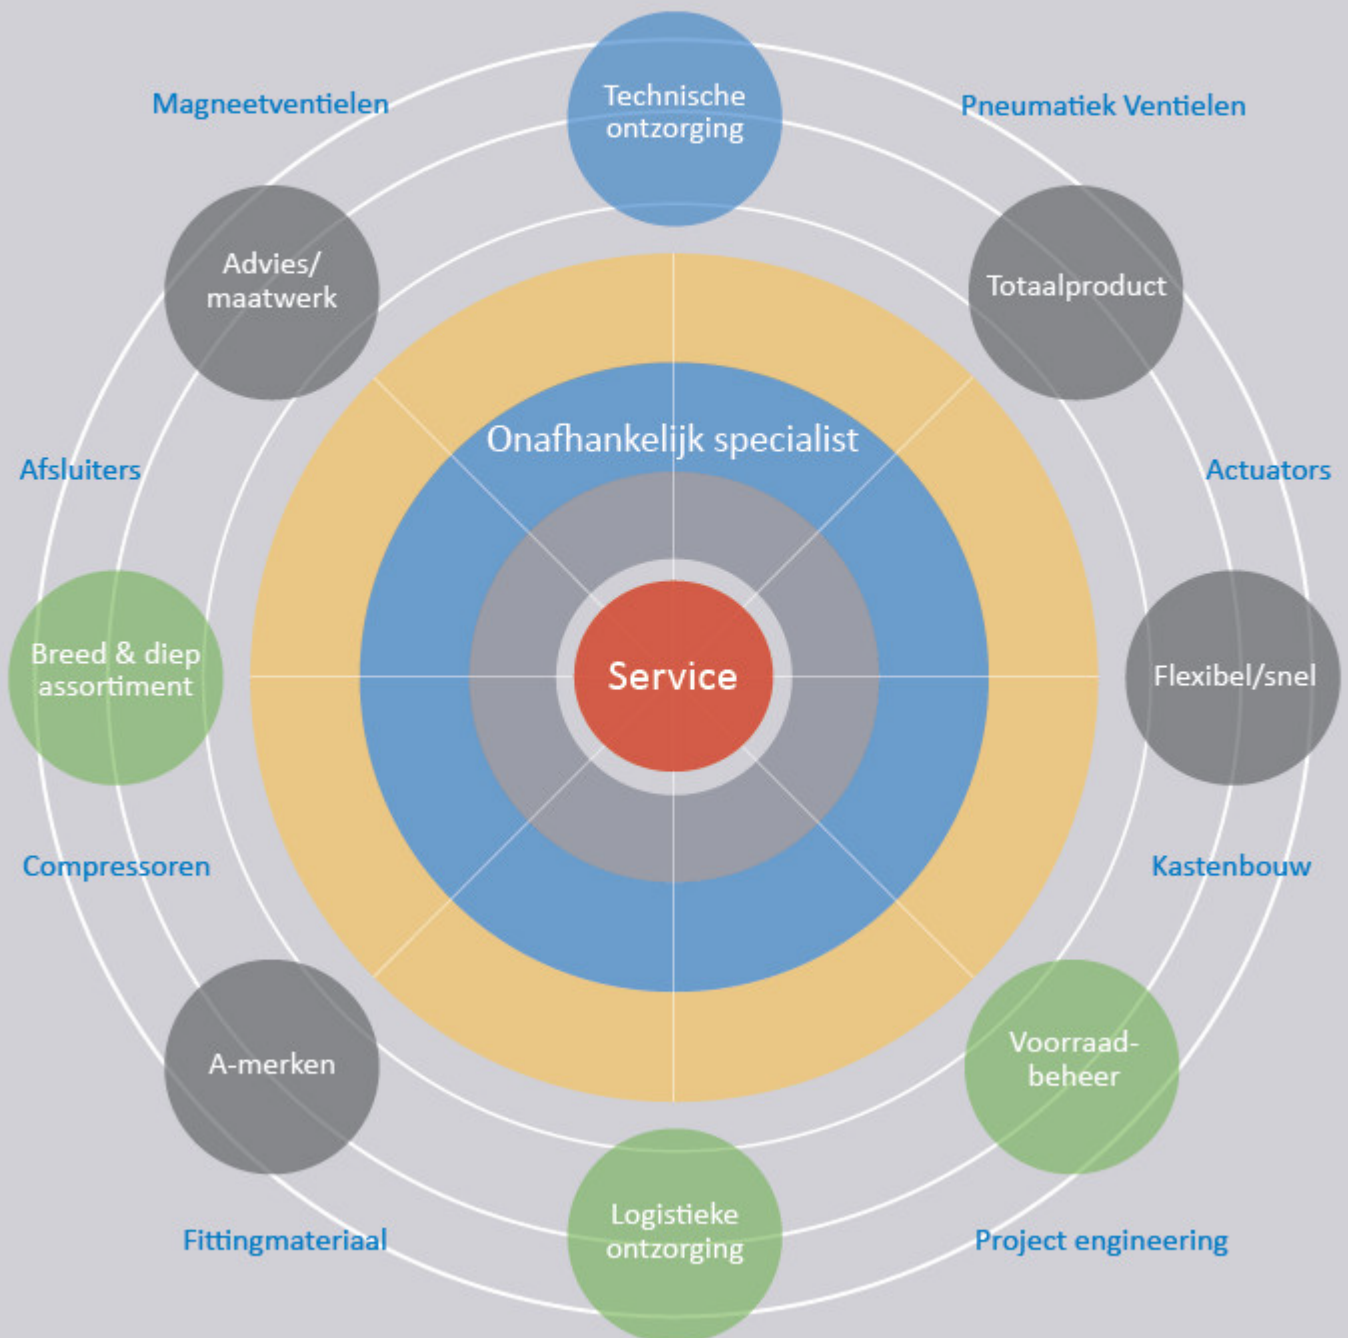 Technische
ontzorging
Magneetventielen
Pneumatiek Ventielen
Advies/
maatwerk
Totaalproduct
Onafhankelijk specialist
Afsluiters
Actuators
Breed & diep
assortiment
Service
Flexibel/snel
Compressoren
Kastenbouw
A-merken
Voorraad-
beheer
Logistieke
ontzorging
Fittingmateriaal
Project engineering